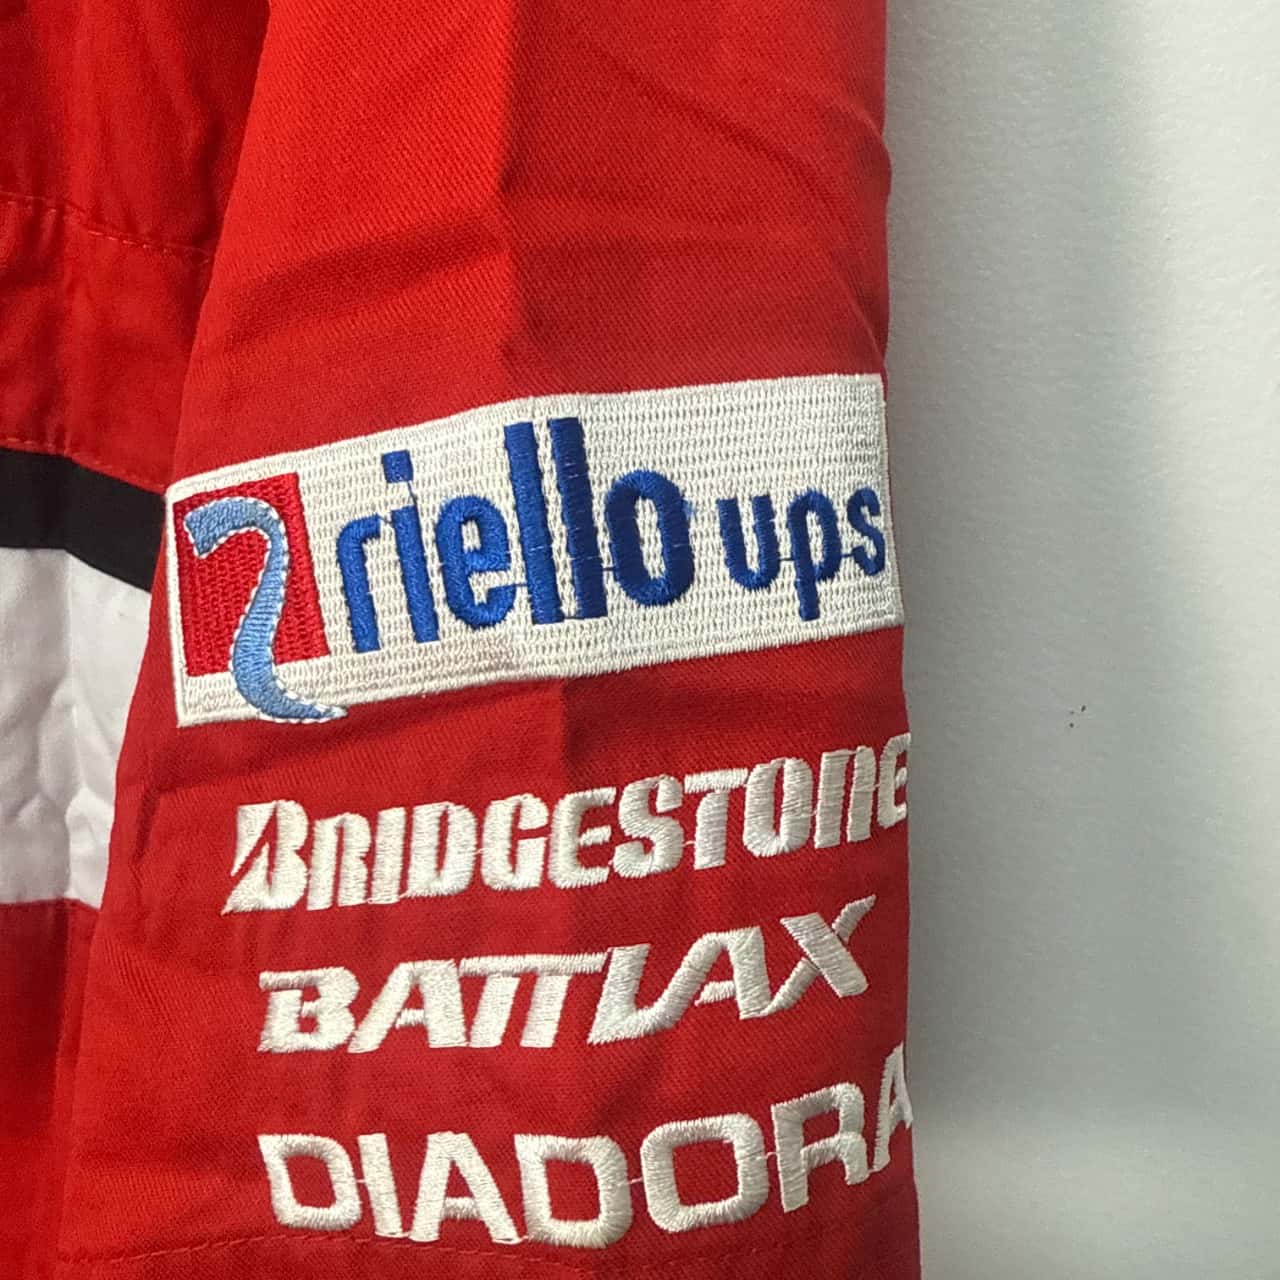 riello ups
BRIDGESTONE
BATTLAX
DIADORA